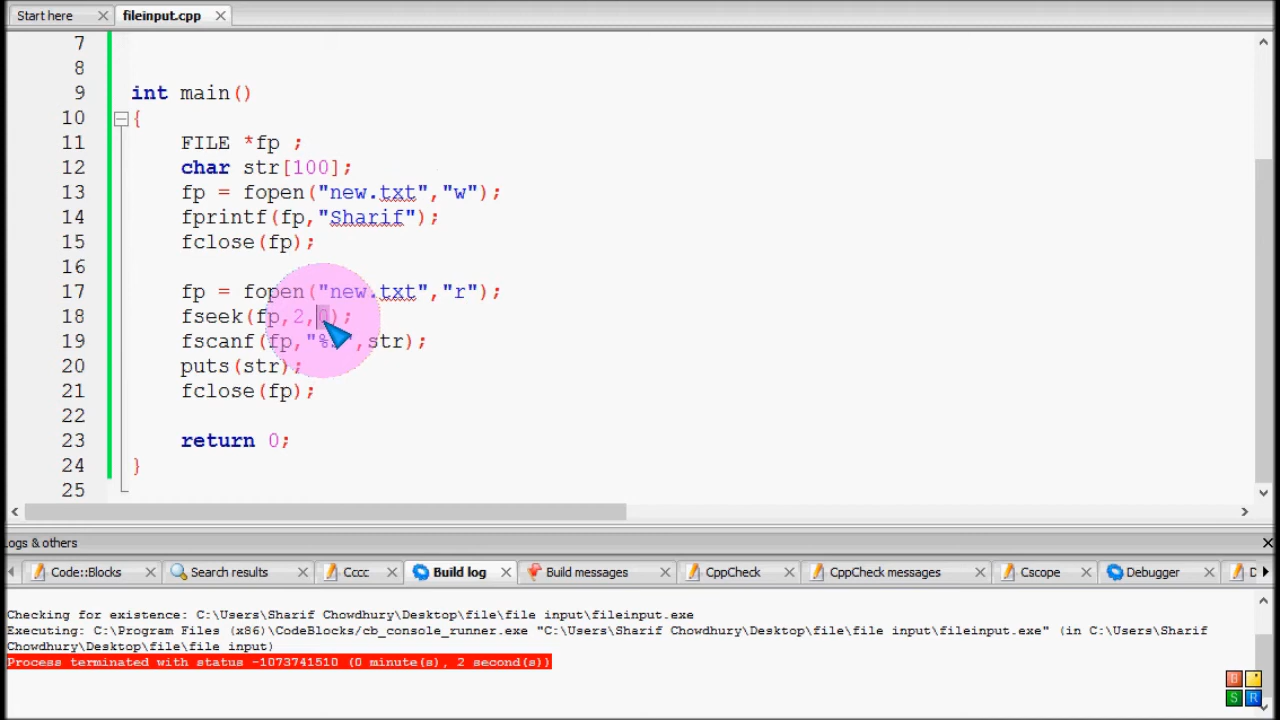 Start here
fileinput.cpp
7
8
9 int main()
10 {
11 FILE *fp ;
12 char str[100];
13 fp = fopen("new.txt","w");
14 fprintf(fp,"Sharif");
15 fclose(fp);
16
17 fp = fopen("new.txt","r");
18 fseek(fp,2,0);
19 fscanf(fp,"% ",str);
20 puts(str);
21 fclose(fp);
22
23 return 0;
24 }
25
ogs & others
Code::Blocks
Search results
Cccc
Build log
Build messages
CppCheck
CppCheck messages
Cscope
Debugger
D
Checking for existence: C:\Users\Sharif Chowdhury\Desktop\file\file input\fileinput.exe
Executing: C:\Program Files (x86)\CodeBlocks/cb_console_runner.exe "C:\Users\Sharif Chowdhury\Desktop\file\file input\fileinput.exe" (in C:\Users\Sharif
Chowdhury\Desktop\file\file input)
Process terminated with status -1073741510 (0 minute(s), 2 second(s))
B
S R